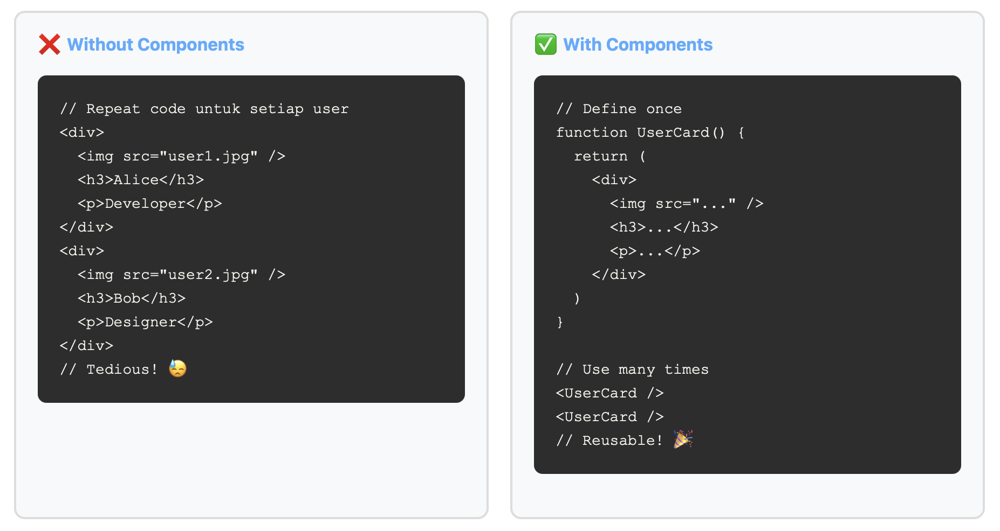 ❌ Without Components
// Repeat code untuk setiap user
<div>
  <img src="user1.jpg" />
  <h3>Alice</h3>
  <p>Developer</p>
</div>
<div>
  <img src="user2.jpg" />
  <h3>Bob</h3>
  <p>Designer</p>
</div>
// Tedious! 😓
✅ With Components
// Define once
function UserCard() {
  return (
    <div>
      <img src="..." />
      <h3>...</h3>
      <p>...</p>
    </div>
  )
}

// Use many times
<UserCard />
<UserCard />
// Reusable! 🎉